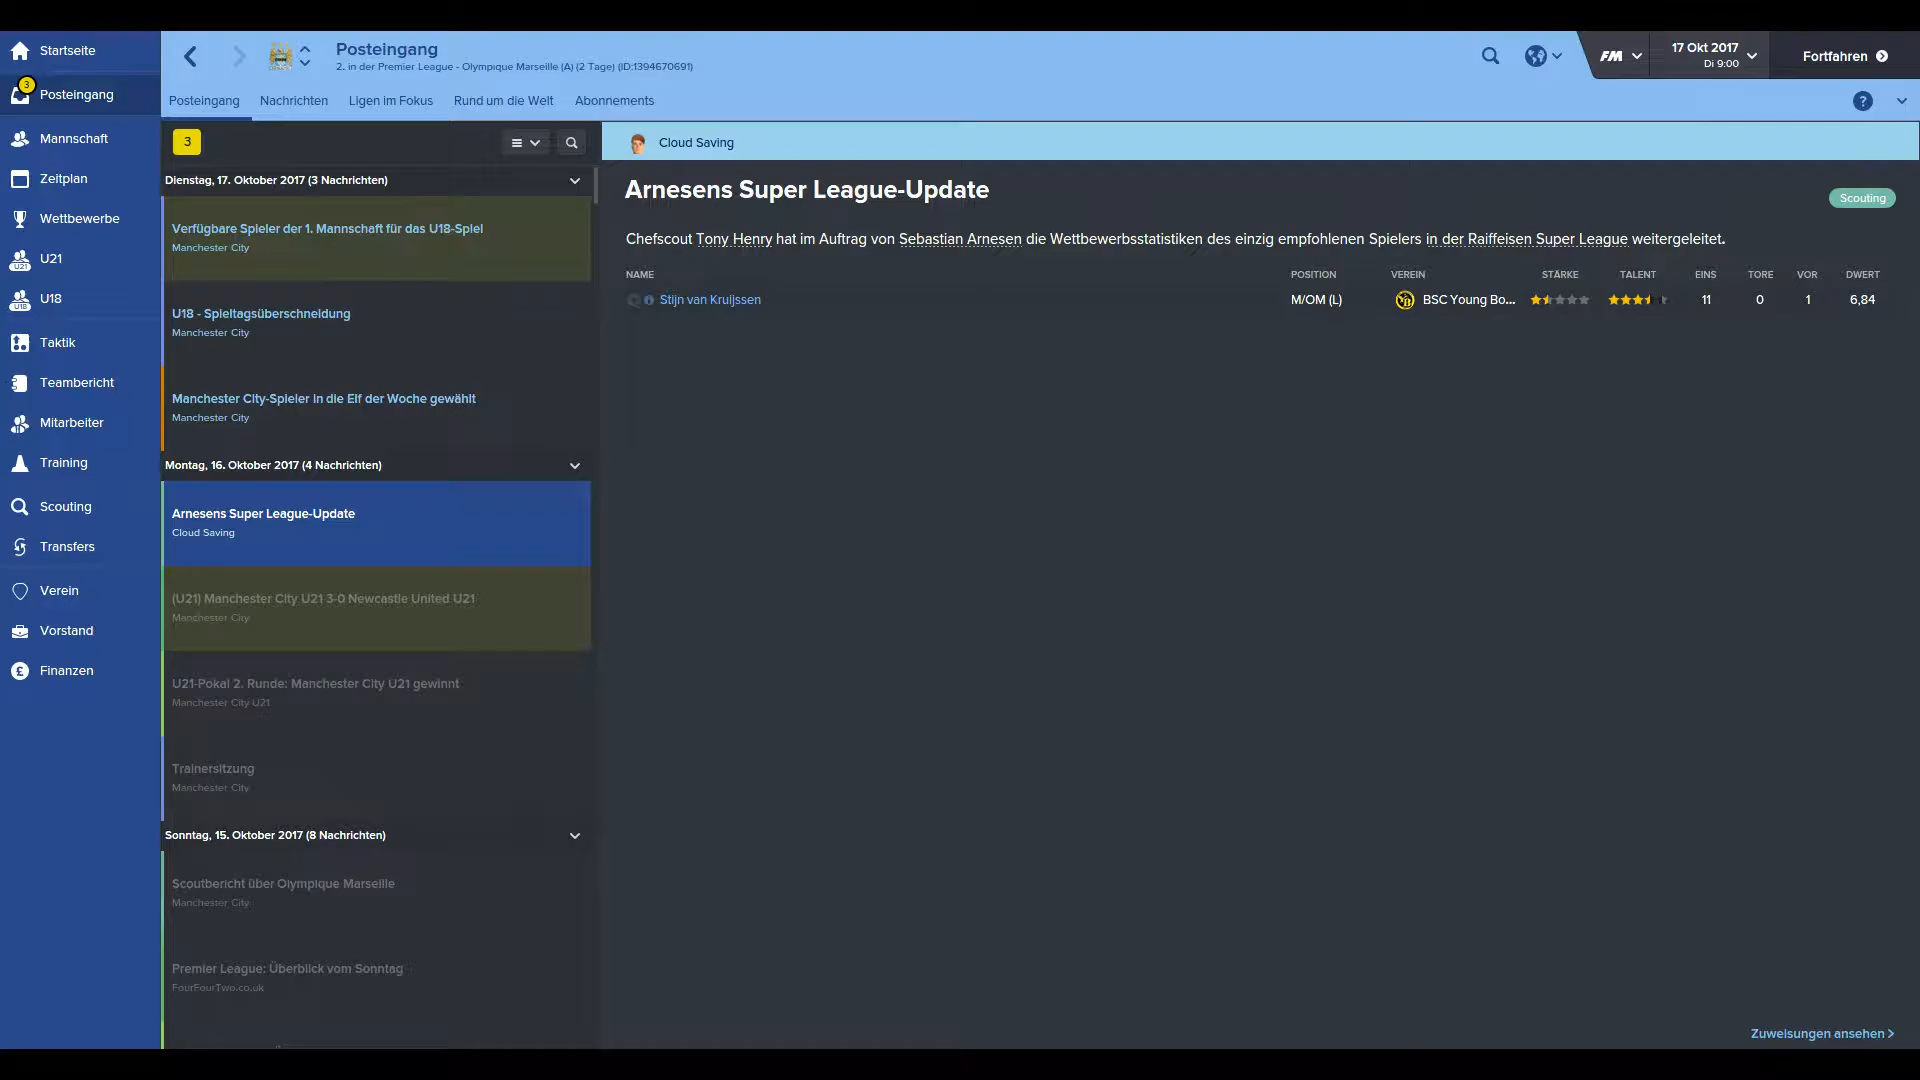 Startseite
3
Posteingang
Mannschaft
Zeitplan
Wettbewerbe
U21
U21
U18
U18
Taktik
Teambericht
Mitarbeiter
Training
Scouting
Transfers
Verein
Vorstand
Finanzen
Posteingang
2. in der Premier League - Olympique Marseille (A) (2 Tage) (ID:1394670691)
FM
17 Okt 2017
Di 9:00
Fortfahren
Posteingang Nachrichten Ligen im Fokus Rund um die Welt Abonnements
?
3
Dienstag, 17. Oktober 2017 (3 Nachrichten)
Verfügbare Spieler der 1. Mannschaft für das U18-Spiel
Manchester City
U18 - Spieltagsüberschneidung
Manchester City
Manchester City-Spieler in die Elf der Woche gewählt
Manchester City
Montag, 16. Oktober 2017 (4 Nachrichten)
Arnesens Super League-Update
Cloud Saving
(U21) Manchester City U21 3-0 Newcastle United U21
Manchester City
U21-Pokal 2. Runde: Manchester City U21 gewinnt
Manchester City U21
Trainersitzung
Manchester City
Sonntag, 15. Oktober 2017 (8 Nachrichten)
Scoutbericht über Olympique Marseille
Manchester City
Premier League: Überblick vom Sonntag
FourFourTwo.co.uk
Cloud Saving
Arnesens Super League-Update
Scouting
Chefscout Tony Henry hat im Auftrag von Sebastian Arnesen die Wettbewerbsstatistiken des einzig empfohlenen Spielers in der Raiffeisen Super League weitergeleitet.
NAME POSITION VEREIN STÄRKE TALENT EINS TORE VOR DWERT
Stijn van Kruijssen M/OM (L) BSC Young Bo... 11 0 1 6,84
Zuweisungen ansehen >